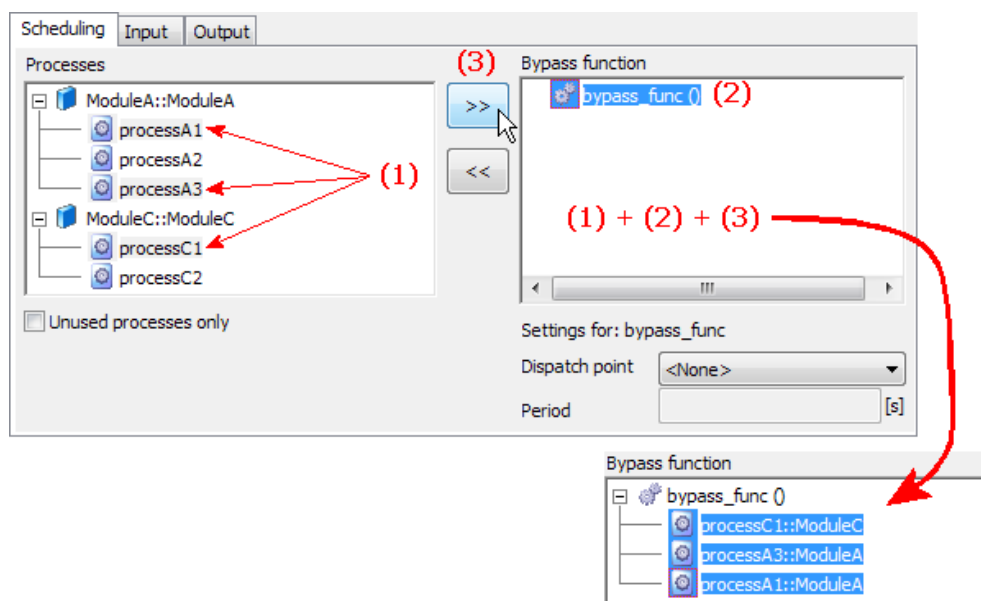 Scheduling Input Output
Processes
ModuleA::ModuleA
processA1
processA2
processA3
ModuleC::ModuleC
processC1
processC2
(1)
Unused processes only
(3)
>>
<<
Bypass function
bypass_func () (2)
(1) + (2) + (3)
Settings for: bypass_func
Dispatch point <None>
Period [s]
Bypass function
bypass_func ()
processC1::ModuleC
processA3::ModuleA
processA1::ModuleA